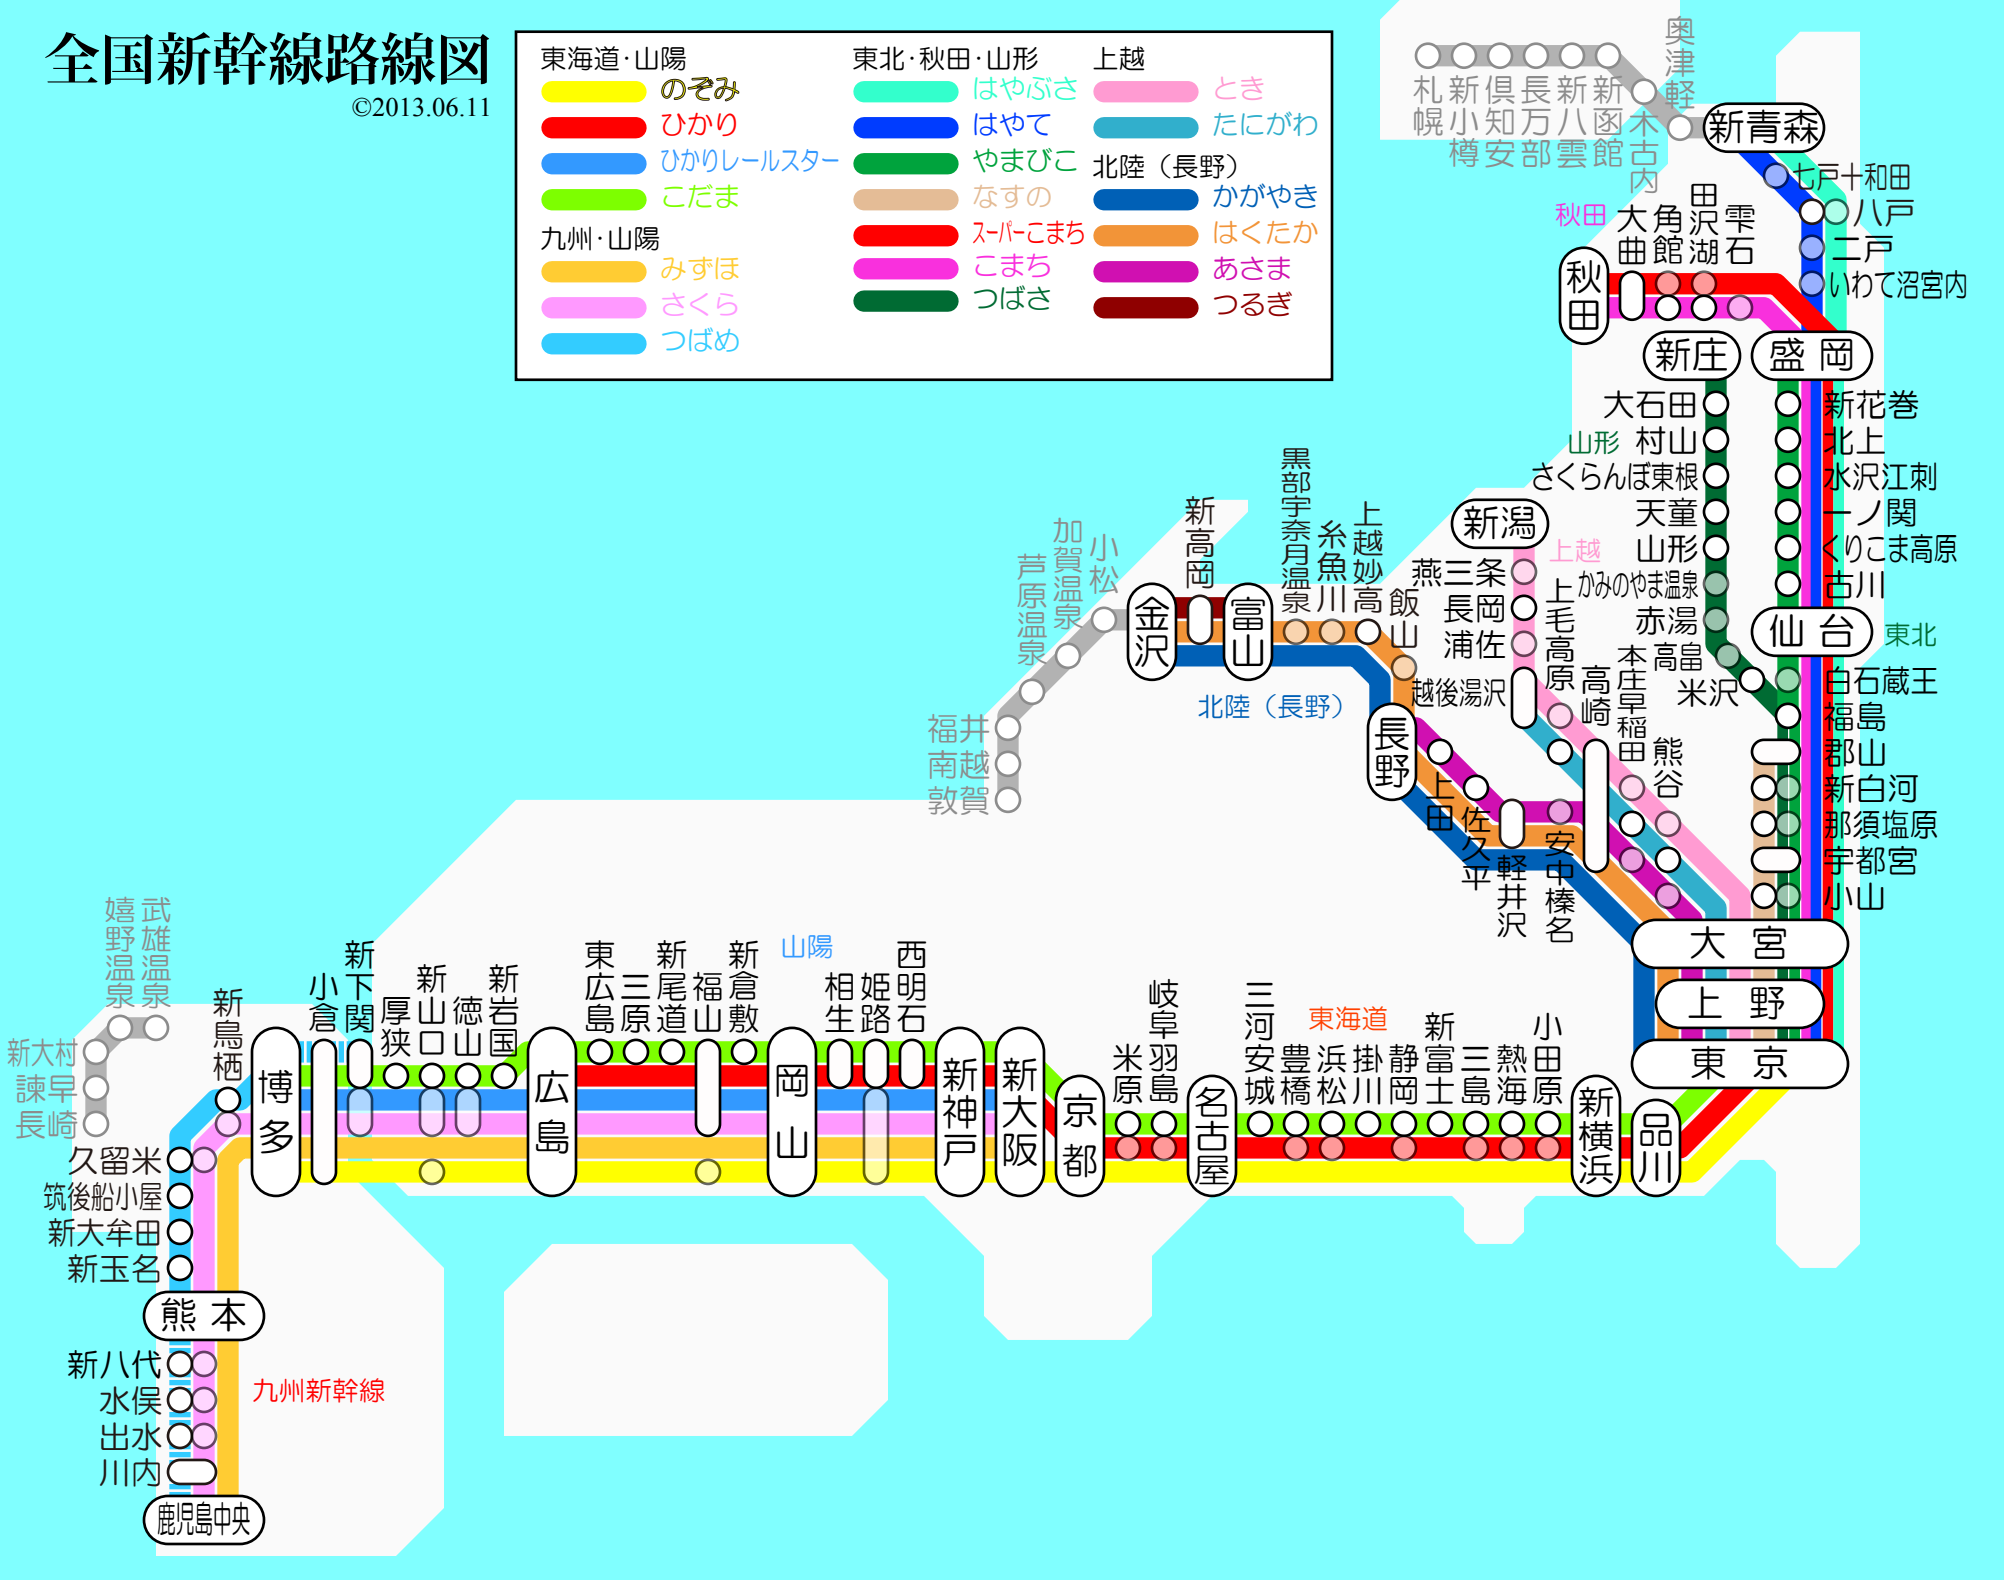 全国新幹線路線図
©2013.06.11
東海道·山陽
のぞみ
ひかり
ひかりレールスター
こだま
九州·山陽
みずほ
さくら
つばめ
東北·秋田·山形
はやぶさ
はやて
やまびこ
なすの
スーパーこまち
こまち
つばさ
上越
とき
たにがわ
北陸（長野）
かがやき
はくたか
あさま
つるぎ
札幌
新小樽
倶知安
長万部
新八雲
新函館
木古内
奥津軽
新青森
七戸十和田
八戸
二戸
いわて沼宮内
秋田
秋田
大曲
角館
田沢湖
雫石
新庄
盛岡
大石田
山形
村山
さくらんぼ東根
天童
山形
かみのやま温泉
赤湯
高畠
米沢
新花巻
北上
水沢江刺
一ノ関
くりこま高原
古川
仙台
東北
白石蔵王
福島
郡山
新白河
那須塩原
宇都宮
小山
大宮
上野
東京
新潟
上越
燕三条
長岡
浦佐
越後湯沢
上毛高原
高崎
本庄早稲田
熊谷
金沢
新高岡
富山
黒部宇奈月温泉
糸魚川
上越妙高
飯山
北陸（長野）
長野
上田
佐久平
軽井沢
安中榛名
小松
加賀温泉
芦原温泉
福井
南越
敦賀
品川
新横浜
小田原
熱海
三島
新富士
静岡
掛川
浜松
豊橋
三河安城
東海道
名古屋
岐阜羽島
米原
京都
新大阪
新神戸
西明石
姫路
相生
山陽
岡山
新倉敷
福山
新尾道
三原
東広島
広島
新岩国
徳山
新山口
厚狭
新下関
小倉
博多
新鳥栖
武雄温泉
嬉野温泉
新大村
諫早
長崎
久留米
筑後船小屋
新大牟田
新玉名
熊本
新八代
水俣
出水
川内
鹿児島中央
九州新幹線